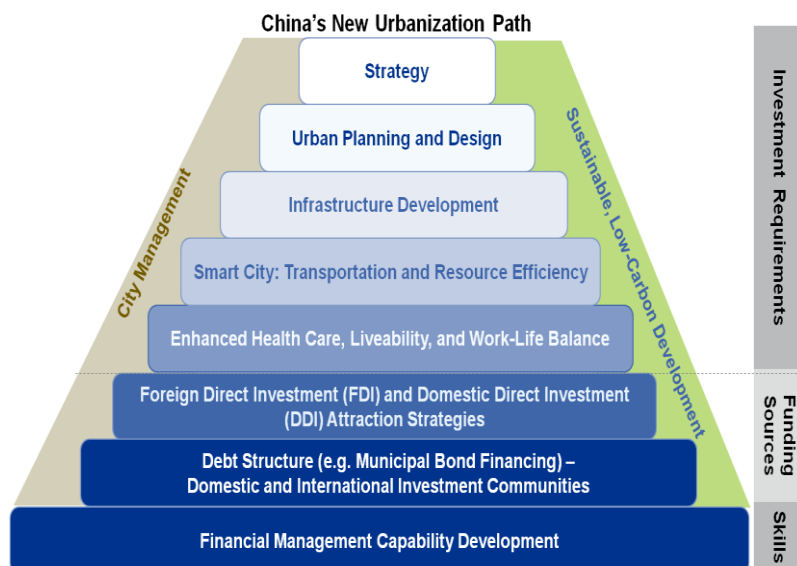 China's New Urbanization Path
Strategy
Urban Planning and Design
Infrastructure Development
Smart City: Transportation and Resource Efficiency
Enhanced Health Care, Liveability, and Work-Life Balance
Foreign Direct Investment (FDI) and Domestic Direct Investment
(DDI) Attraction Strategies
Debt Structure (e.g. Municipal Bond Financing) –
Domestic and International Investment Communities
Financial Management Capability Development
City Management
Sustainable, Low-Carbon Development
Investment Requirements
Funding
Sources
Skills